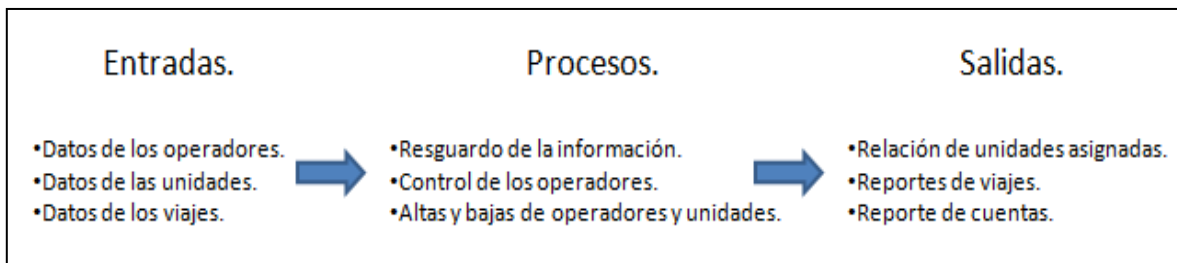 Entradas.
•Datos de los operadores.
•Datos de las unidades.
•Datos de los viajes.
Procesos.
•Resguardo de la información.
•Control de los operadores.
•Altas y bajas de operadores y unidades.
Salidas.
•Relación de unidades asignadas.
•Reportes de viajes.
•Reporte de cuentas.